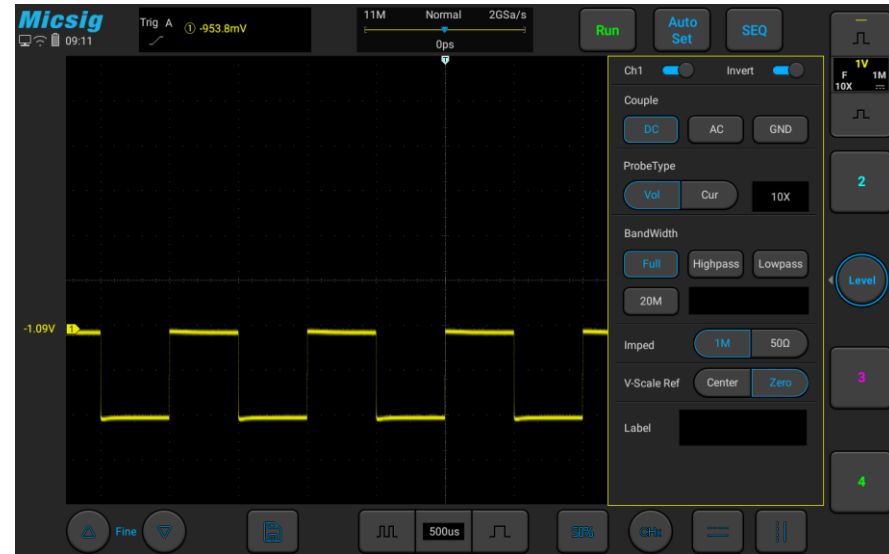 Micsig
09:11
Trig A ① -953.8mV
11M Normal 2GSa/s
0ps
Run
Auto
Set
SEQ
T
Ch1 Invert
Couple
DC AC GND
ProbeType
Vol Cur 10X
BandWidth
Full Highpass Lowpass
20M
Imped 1M 50Ω
V-Scale Ref Center Zero
Label
1V
F 1M
10X
2
Level
3
4
-1.09V 1
Fine 500us 50% CHx